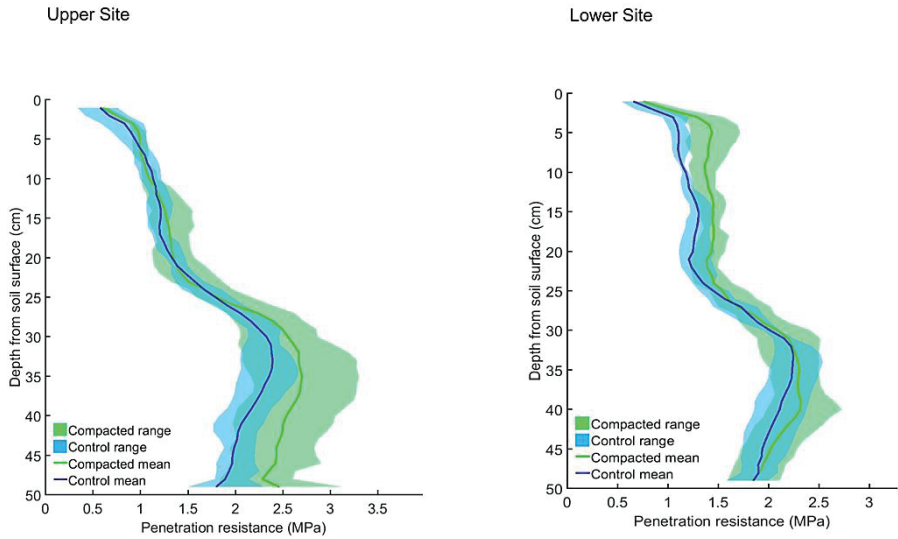 Upper Site
0
5
10
15
20
25
30
35
40
45
50
Depth from soil surface (cm)
Compacted range
Control range
Compacted mean
Control mean
0 0.5 1 1.5 2 2.5 3 3.5
Penetration resistance (MPa)
Lower Site
0
5
10
15
20
25
30
35
40
45
50
Depth from soil surface (cm)
Compacted range
Control range
Compacted mean
Control mean
0 0.5 1 1.5 2 2.5 3
Penetration resistance (MPa)